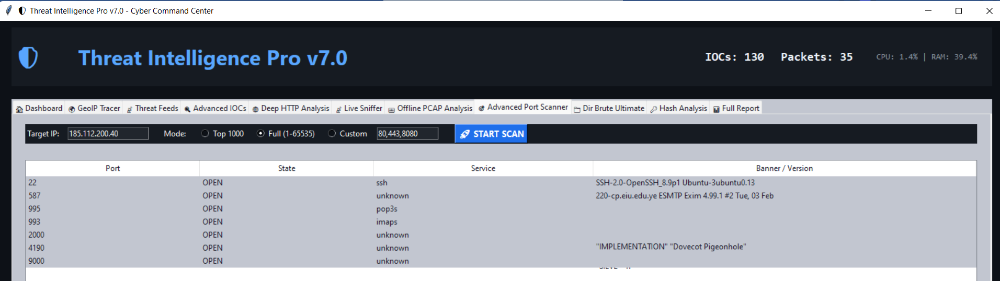 Threat Intelligence Pro v7.0 - Cyber Command Center
Threat Intelligence Pro v7.0 IOCs: 130 Packets: 35 CPU: 1.4% | RAM: 39.4%
Dashboard GeoIP Tracer Threat Feeds Advanced IOCs Deep HTTP Analysis Live Sniffer Offline PCAP Analysis Advanced Port Scanner Dir Brute Ultimate Hash Analysis Full Report
Target IP: 185.112.200.40 Mode: Top 1000 Full (1-65535) Custom 80,443,8080 START SCAN
Port State Service Banner / Version
22 OPEN ssh SSH-2.0-OpenSSH_8.9p1 Ubuntu-3ubuntu0.13
587 OPEN unknown 220-cp.eiu.edu.ye ESMTP Exim 4.99.1 #2 Tue, 03 Feb
995 OPEN pop3s
993 OPEN imaps
2000 OPEN unknown
4190 OPEN unknown "IMPLEMENTATION" "Dovecot Pigeonhole"
9000 OPEN unknown